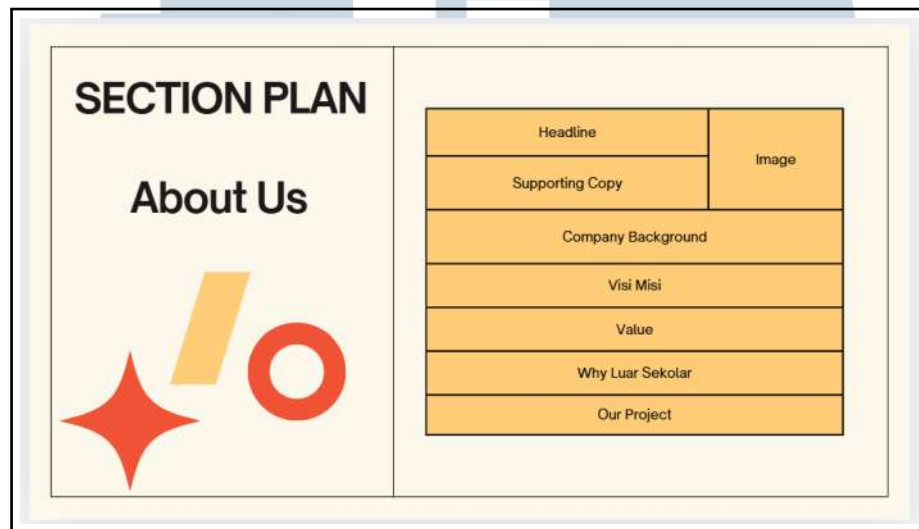 SECTION PLAN
About Us
Headline
Image
Supporting Copy
Company Background
Visi Misi
Value
Why Luar Sekolar
Our Project